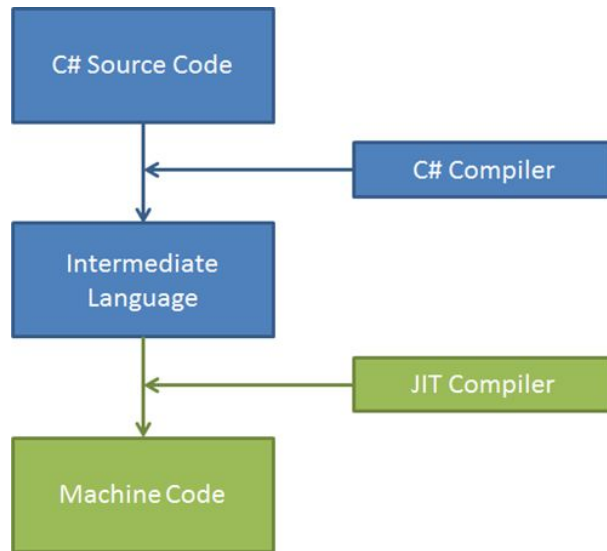 C# Source Code
C# Compiler
Intermediate
Language
JIT Compiler
Machine Code